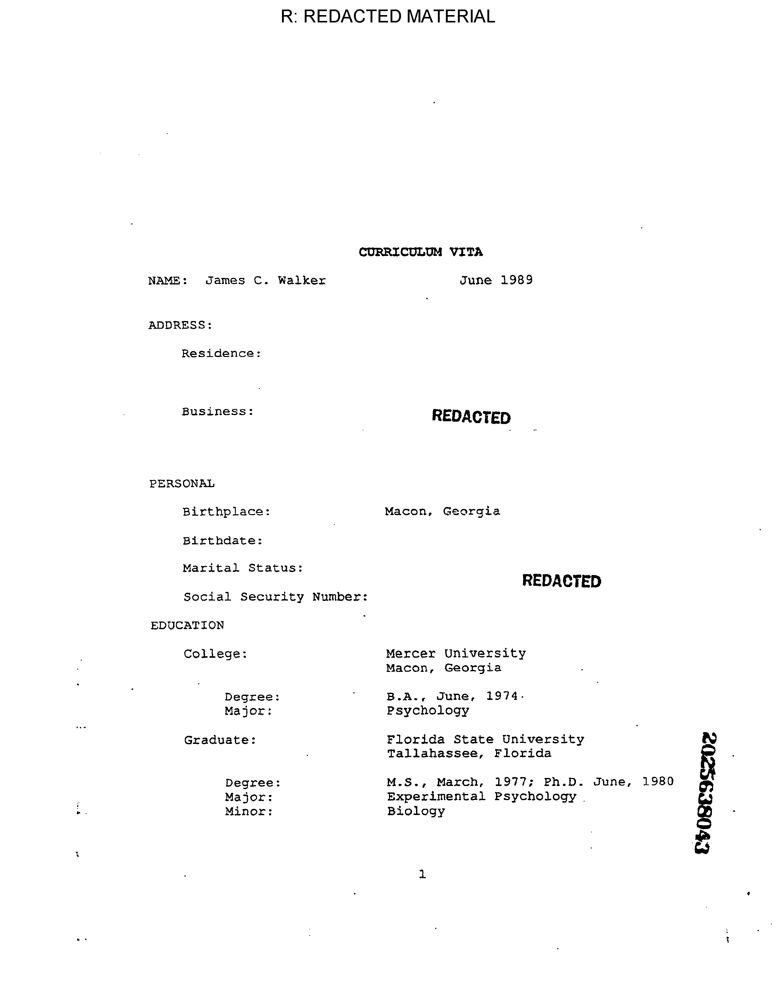 R: REDACTED MATERIAL
CURRICULUM VITA
NAME: James C. Walker June 1989
ADDRESS:
Residence:
Business: REDACTED
PERSONAL
Birthplace: Macon, Georgia
Birthdate:
Marital Status:
REDACTED
Social Security Number:
EDUCATION
College: Mercer University
Macon, Georgia
Degree: B.A., June, 1974
Major: Psychology
Graduate: Florida State University
Tallahassee, Florida
Degree: M.S., March, 1977; Ph.D. June, 1980
Major: Experimental Psychology
Minor: Biology
2025638043
1